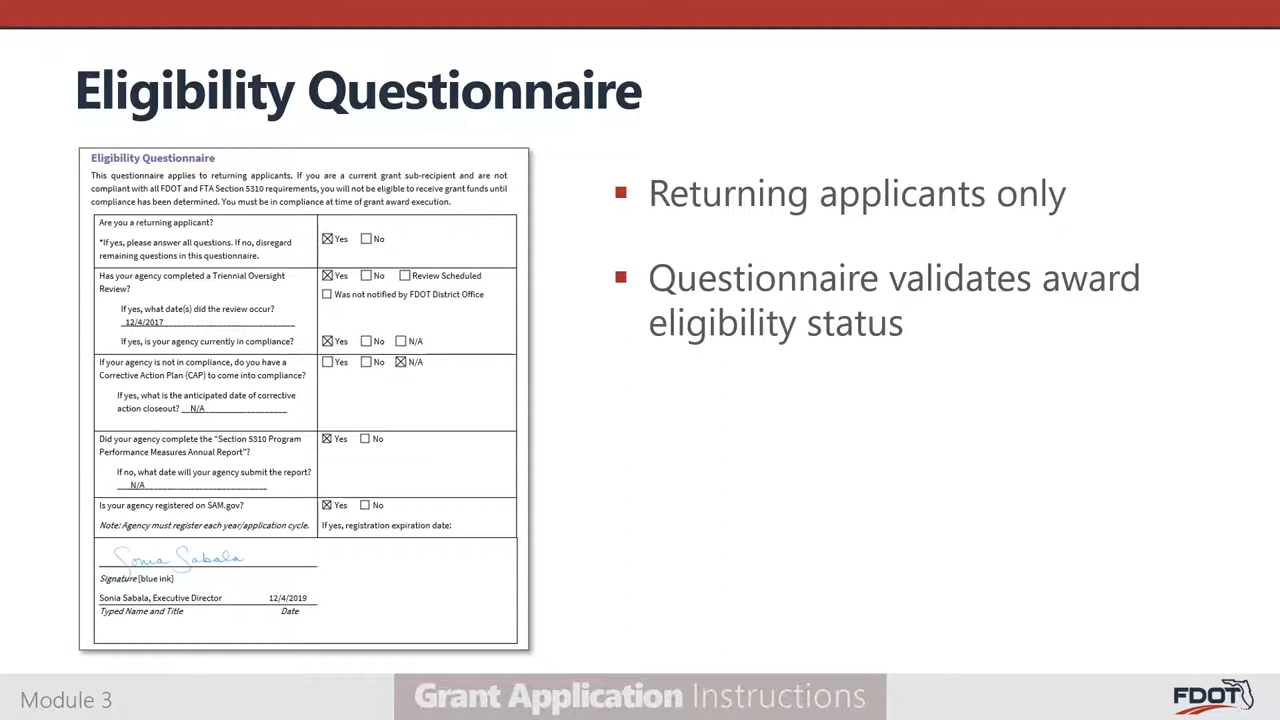 Eligibility Questionnaire
Eligibility Questionnaire
This questionnaire applies to returning applicants. If you are a current grant sub-recipient and are not
compliant with all FDOT and FTA Section 5310 requirements, you will not be eligible to receive grant funds until
compliance has been determined. You must be in compliance at time of grant award execution.
Are you a returning applicant?
*If yes, please answer all questions. If no, disregard
remaining questions in this questionnaire.
☒ Yes ☐ No
Has your agency completed a Triennial Oversight
Review?
If yes, what date(s) did the review occur?
12/4/2017
If yes, is your agency currently in compliance?
☒ Yes ☐ No ☐ Review Scheduled
☐ Was not notified by FDOT District Office
☒ Yes ☐ No ☐ N/A
If your agency is not in compliance, do you have a
Corrective Action Plan (CAP) to come into compliance?
If yes, what is the anticipated date of corrective
action closeout? N/A
☐ Yes ☐ No ☒ N/A
Did your agency complete the “Section 5310 Program
Performance Measures Annual Report”?
If no, what date will your agency submit the report?
N/A
☒ Yes ☐ No
Is your agency registered on SAM.gov?
Note: Agency must register each year/application cycle.
☒ Yes ☐ No
If yes, registration expiration date:
Sonia Sabala
Signature [blue ink]
Sonia Sabala, Executive Director 12/4/2019
Typed Name and Title Date
Returning applicants only
Questionnaire validates award
eligibility status
Module 3
Grant Application Instructions
FDOT